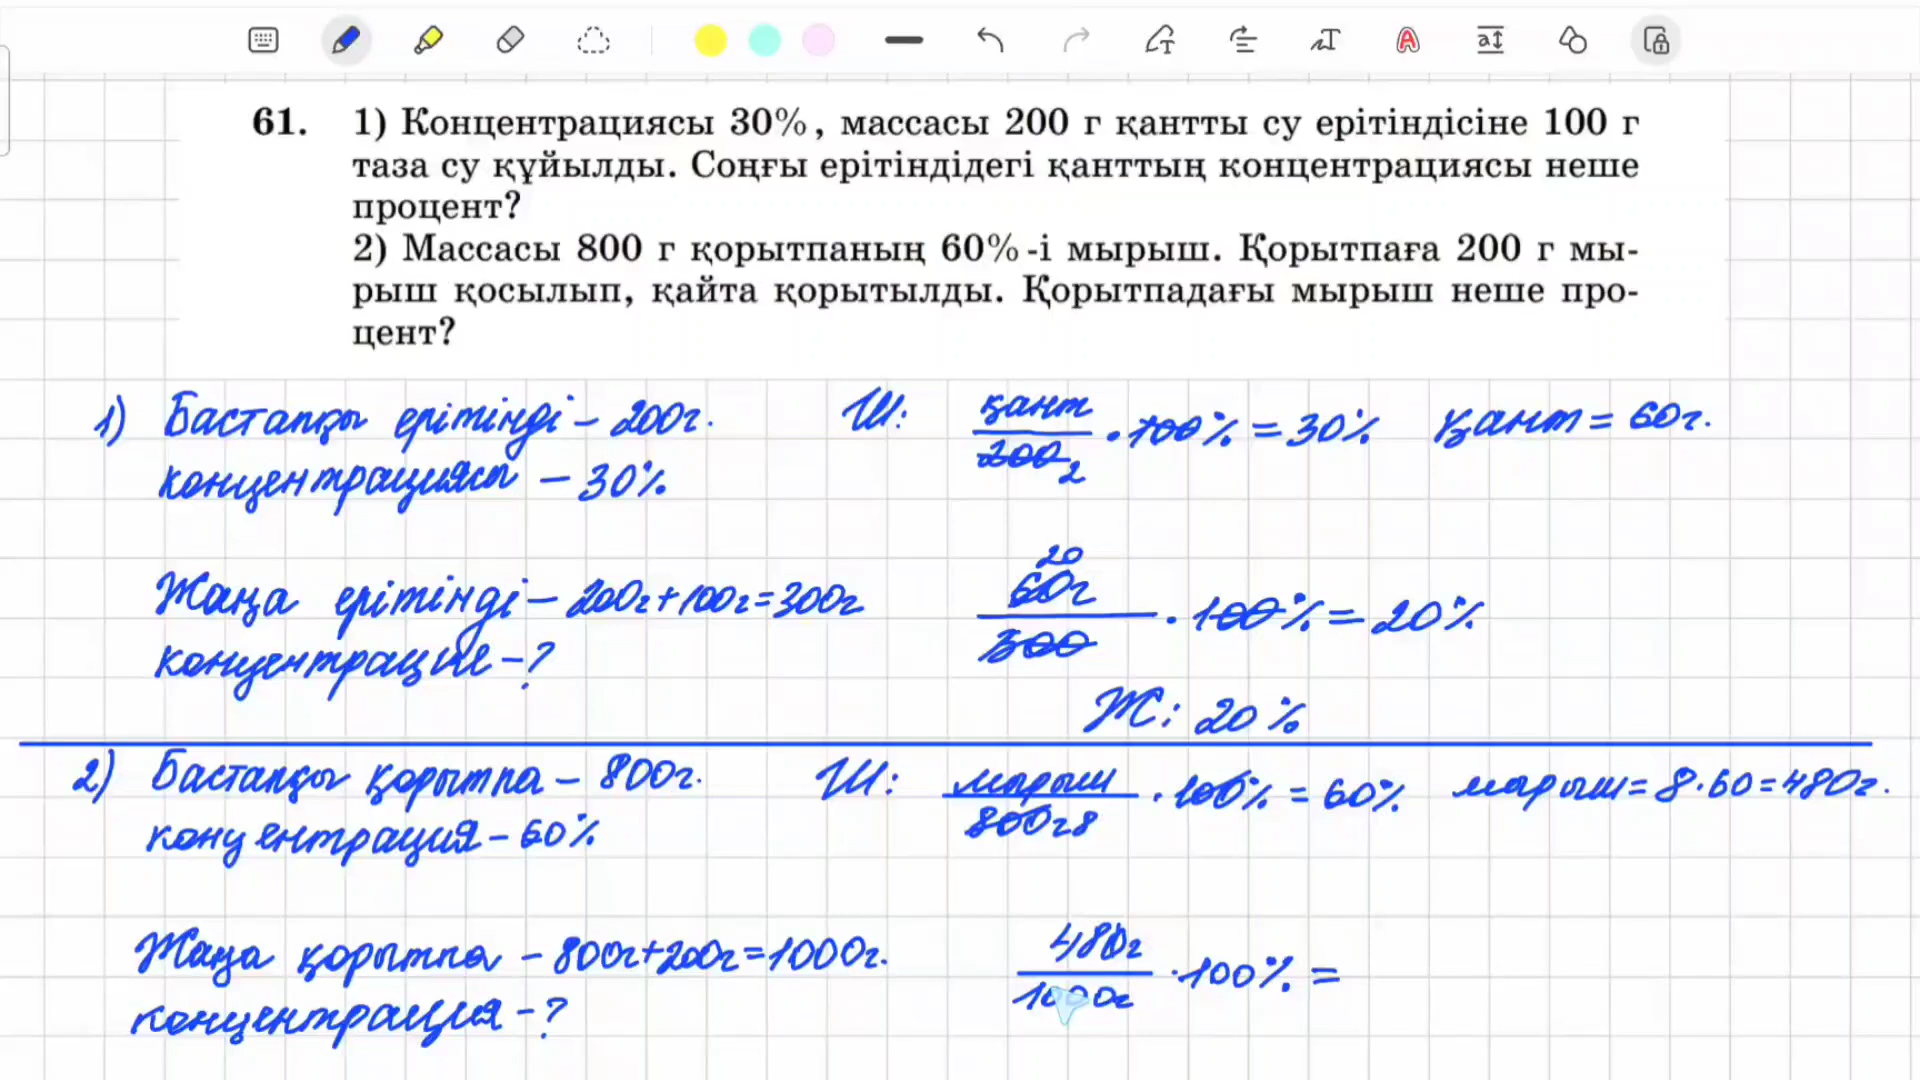 61. 1) Концентрациясы 30%, массасы 200 г қантты су ерітіндісіне 100 г
таза су құйылды. Соңғы ерітіндідегі қанттың концентрациясы неше
процент?
2) Массасы 800 г қорытпаның 60%-і мырыш. Қорытпаға 200 г мы-
рыш қосылып, қайта қорытылды. Қорытпадағы мырыш неше про-
цент?
1) Бастапқы ерітінді – 200г. Ш: қант/200 2 · 100% = 30% Қант = 60г.
концентрациясы – 30%
Жаңа ерітінді – 200г+100г=300г 20 60г/300 · 100% = 20%
концентрация – ?
Ж: 20%
2) Бастапқы қорытпа – 800г. Ш: мырыш/800г 8 · 100% = 60% мырыш = 8·60=480г.
концентрация – 60%
Жаңа қорытпа – 800г+200г=1000г. 480г/1000г · 100% =
концентрация – ?